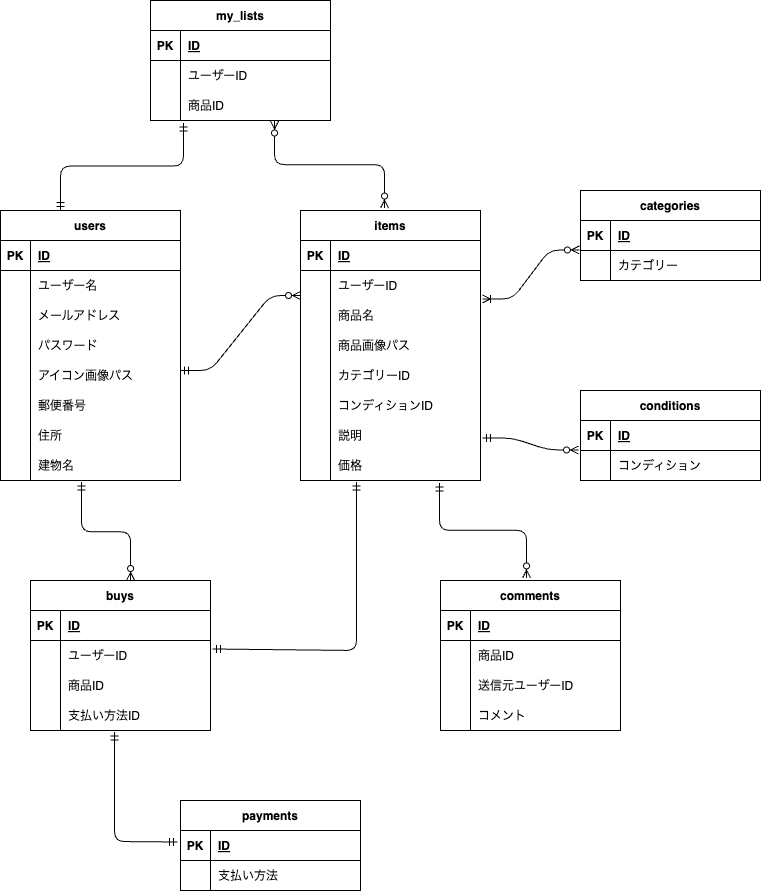 my_lists
PK ID
ユーザーID
商品ID
users
PK ID
ユーザー名
メールアドレス
パスワード
アイコン画像パス
郵便番号
住所
建物名
items
PK ID
ユーザーID
商品名
商品画像パス
カテゴリーID
コンディションID
説明
価格
categories
PK ID
カテゴリー
conditions
PK ID
コンディション
buys
PK ID
ユーザーID
商品ID
支払い方法ID
comments
PK ID
商品ID
送信元ユーザーID
コメント
payments
PK ID
支払い方法